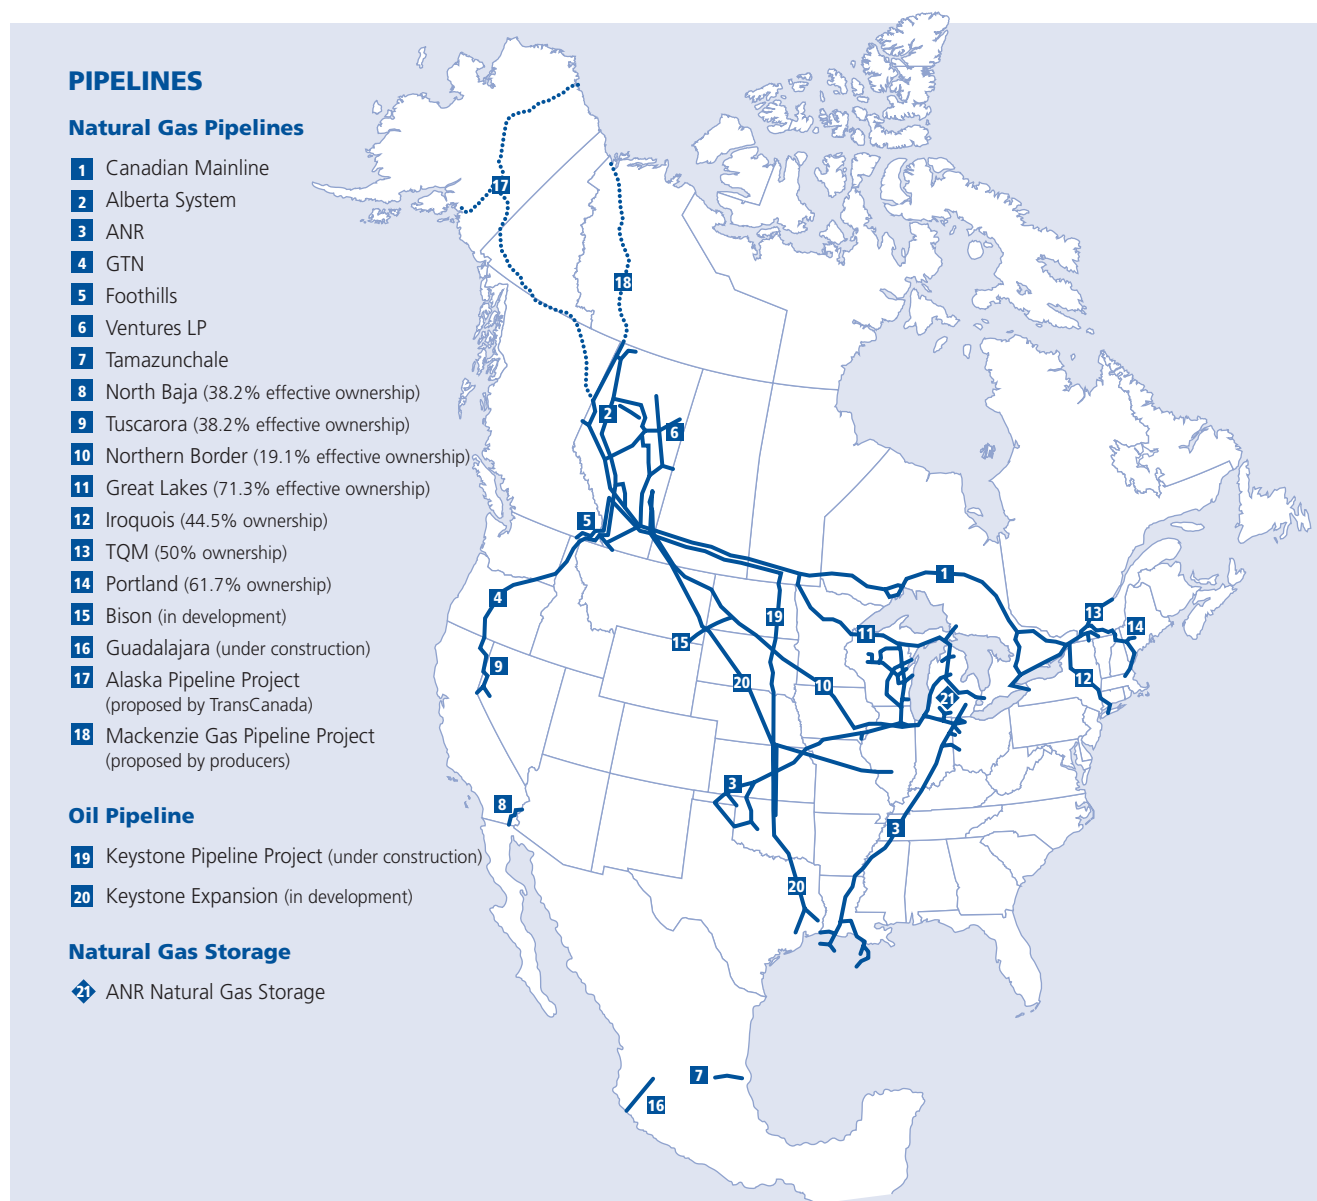 PIPELINES
Natural Gas Pipelines
1 Canadian Mainline
2 Alberta System
3 ANR
4 GTN
5 Foothills
6 Ventures LP
7 Tamazunchale
8 North Baja (38.2% effective ownership)
9 Tuscarora (38.2% effective ownership)
10 Northern Border (19.1% effective ownership)
11 Great Lakes (71.3% effective ownership)
12 Iroquois (44.5% ownership)
13 TQM (50% ownership)
14 Portland (61.7% ownership)
15 Bison (in development)
16 Guadalajara (under construction)
17 Alaska Pipeline Project
(proposed by TransCanada)
18 Mackenzie Gas Pipeline Project
(proposed by producers)
Oil Pipeline
19 Keystone Pipeline Project (under construction)
20 Keystone Expansion (in development)
Natural Gas Storage
21 ANR Natural Gas Storage
17
18
2
6
5
1
4
19
11
13
14
15
9
20
10
12
21
3
8
3
20
7
16